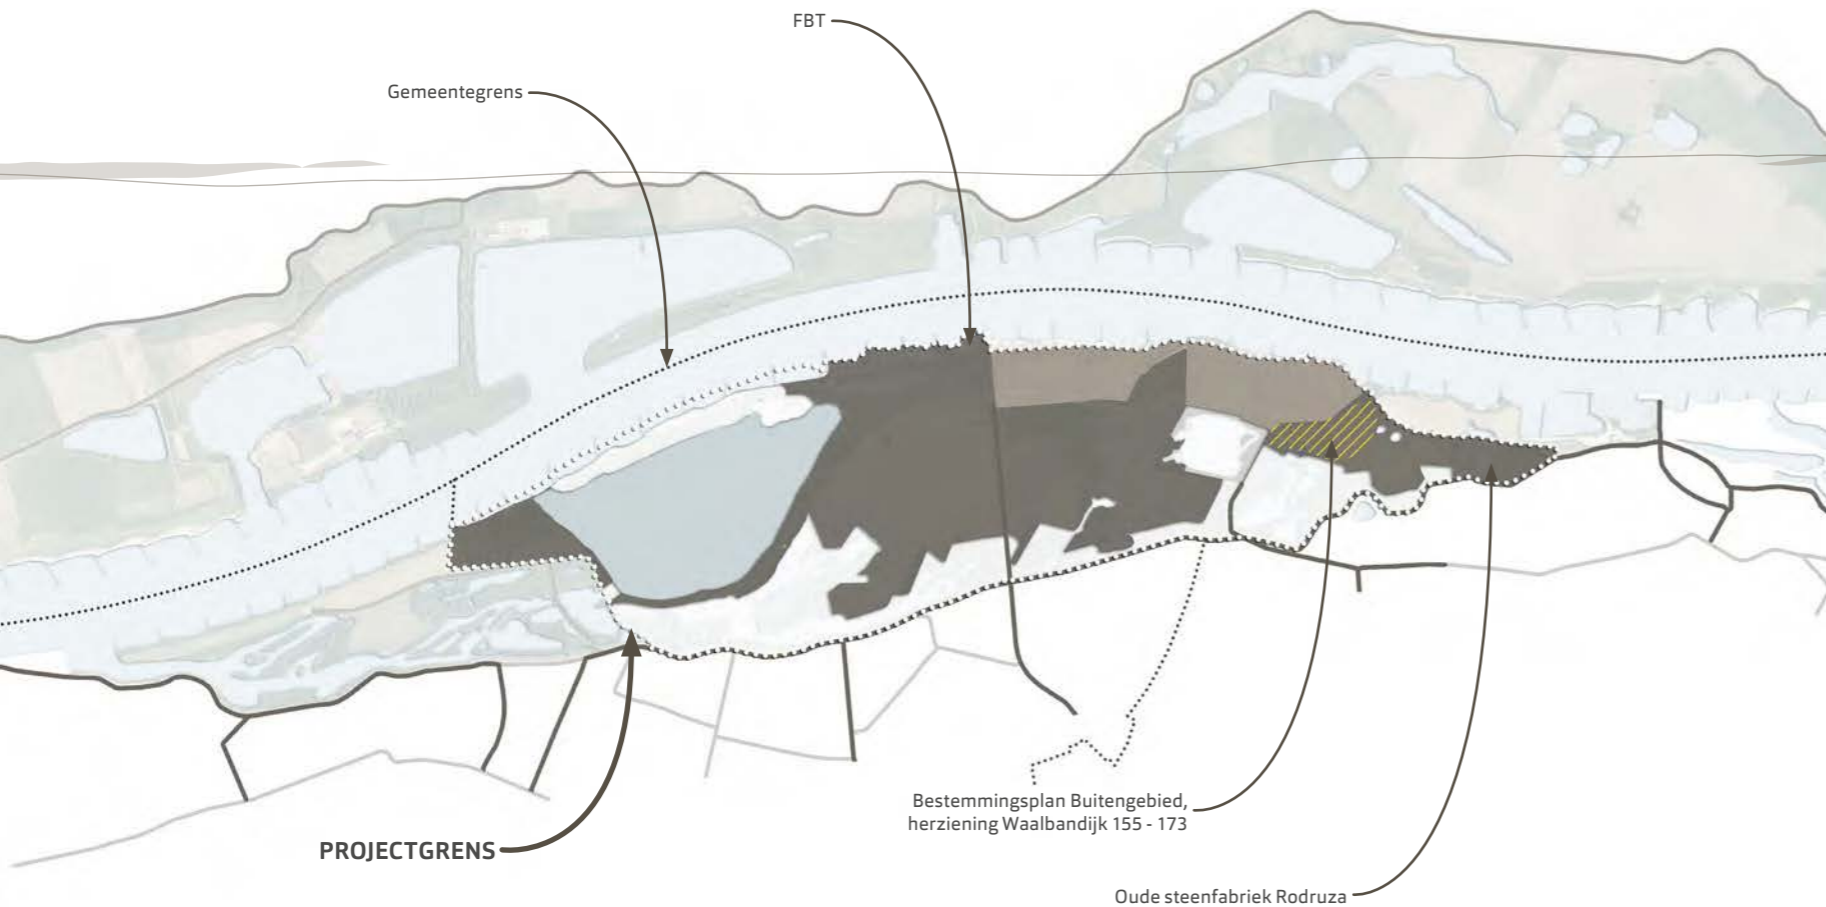 FBT
Gemeentegrens
Bestemmingsplan Buitengebied,
herziening Waalbandijk 155 - 173
PROJECTGRENS
Oude steenfabriek Rodruza